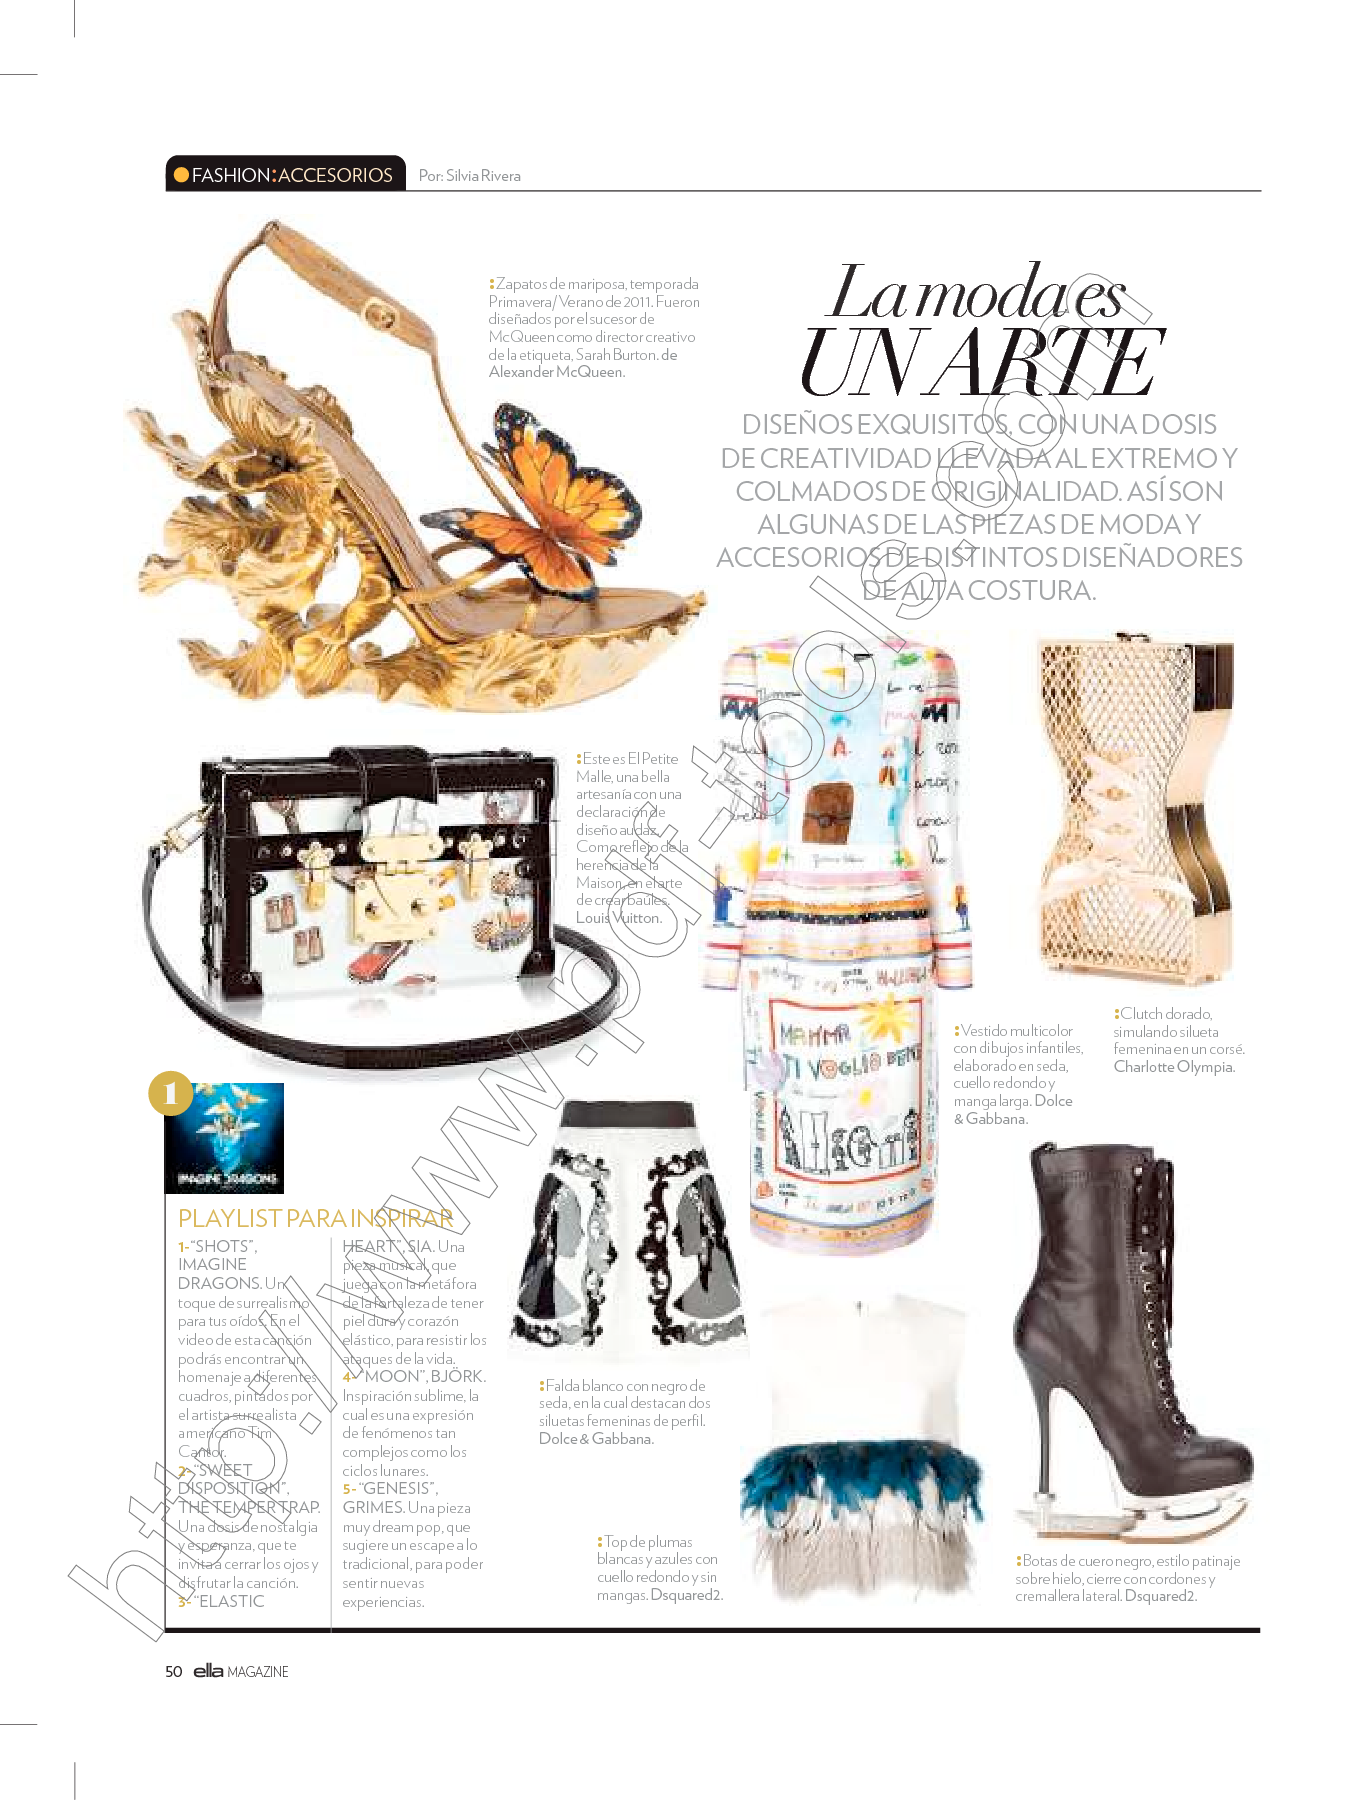 FASHION:ACCESORIOS
Por: Silvia Rivera
:Zapatos de mariposa, temporada
Primavera/Verano de 2011. Fueron
diseñados por el sucesor de
McQueen como director creativo
de la etiqueta, Sarah Burton. de
Alexander McQueen.
La moda es
UN ARTE
DISEÑOS EXQUISITOS, CON UNA DOSIS
DE CREATIVIDAD LLEVADA AL EXTREMO Y
COLMADOS DE ORIGINALIDAD. ASÍ SON
ALGUNAS DE LAS PIEZAS DE MODA Y
ACCESORIOS DE DISTINTOS DISEÑADORES
DE ALTA COSTURA.
:Este es El Petite
Malle, una bella
artesanía con una
declaración de
diseño audaz.
Como reflejo de la
herencia de la
Maison, en el arte
de crear baúles.
Louis Vuitton.
:Vestido multicolor
con dibujos infantiles,
elaborado en seda,
cuello redondo y
manga larga. Dolce
& Gabbana.
:Clutch dorado,
simulando silueta
femenina en un corsé.
Charlotte Olympia.
MAMMA
TI VOGLIO BENE
1
IMAGINE DRAGONS
PLAYLIST PARA INSPIRAR
1-"SHOTS",
IMAGINE
DRAGONS. Un
toque de surrealismo
para tus oídos. En el
video de esta canción
podrás encontrar un
homenaje a diferentes
cuadros, pintados por
el artista surrealista
americano Tim
Cantor.
2-"SWEET
DISPOSITION",
THE TEMPER TRAP.
Una dosis de nostalgia
y esperanza, que te
invita a cerrar los ojos y
disfrutar la canción.
3-"ELASTIC
HEART", SIA. Una
pieza musical, que
juega con la metáfora
de la fortaleza de tener
piel dura y corazón
elástico, para resistir los
ataques de la vida.
4-"MOON", BJÖRK.
Inspiración sublime, la
cual es una expresión
de fenómenos tan
complejos como los
ciclos lunares.
5-"GENESIS",
GRIMES. Una pieza
muy dream pop, que
sugiere un escape a lo
tradicional, para poder
sentir nuevas
experiencias.
:Falda blanco con negro de
seda, en la cual destacan dos
siluetas femeninas de perfil.
Dolce & Gabbana.
:Top de plumas
blancas y azules con
cuello redondo y sin
mangas. Dsquared2.
:Botas de cuero negro, estilo patinaje
sobre hielo, cierre con cordones y
cremallera lateral. Dsquared2.
50 ella MAGAZINE
http://www.pdf-tools.com